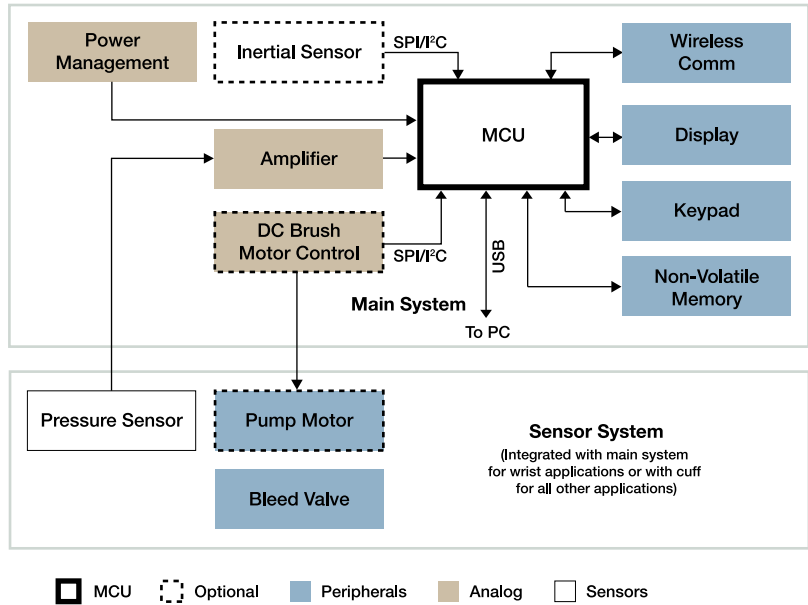 Power
Management
Inertial Sensor
SPI/I²C
Wireless
Comm
MCU
Display
Amplifier
Keypad
DC Brush
Motor Control
SPI/I²C
USB
Non-Volatile
Memory
Main System
To PC
Pressure Sensor
Pump Motor
Bleed Valve
Sensor System
(Integrated with main system
for wrist applications or with cuff
for all other applications)
MCU
Optional
Peripherals
Analog
Sensors